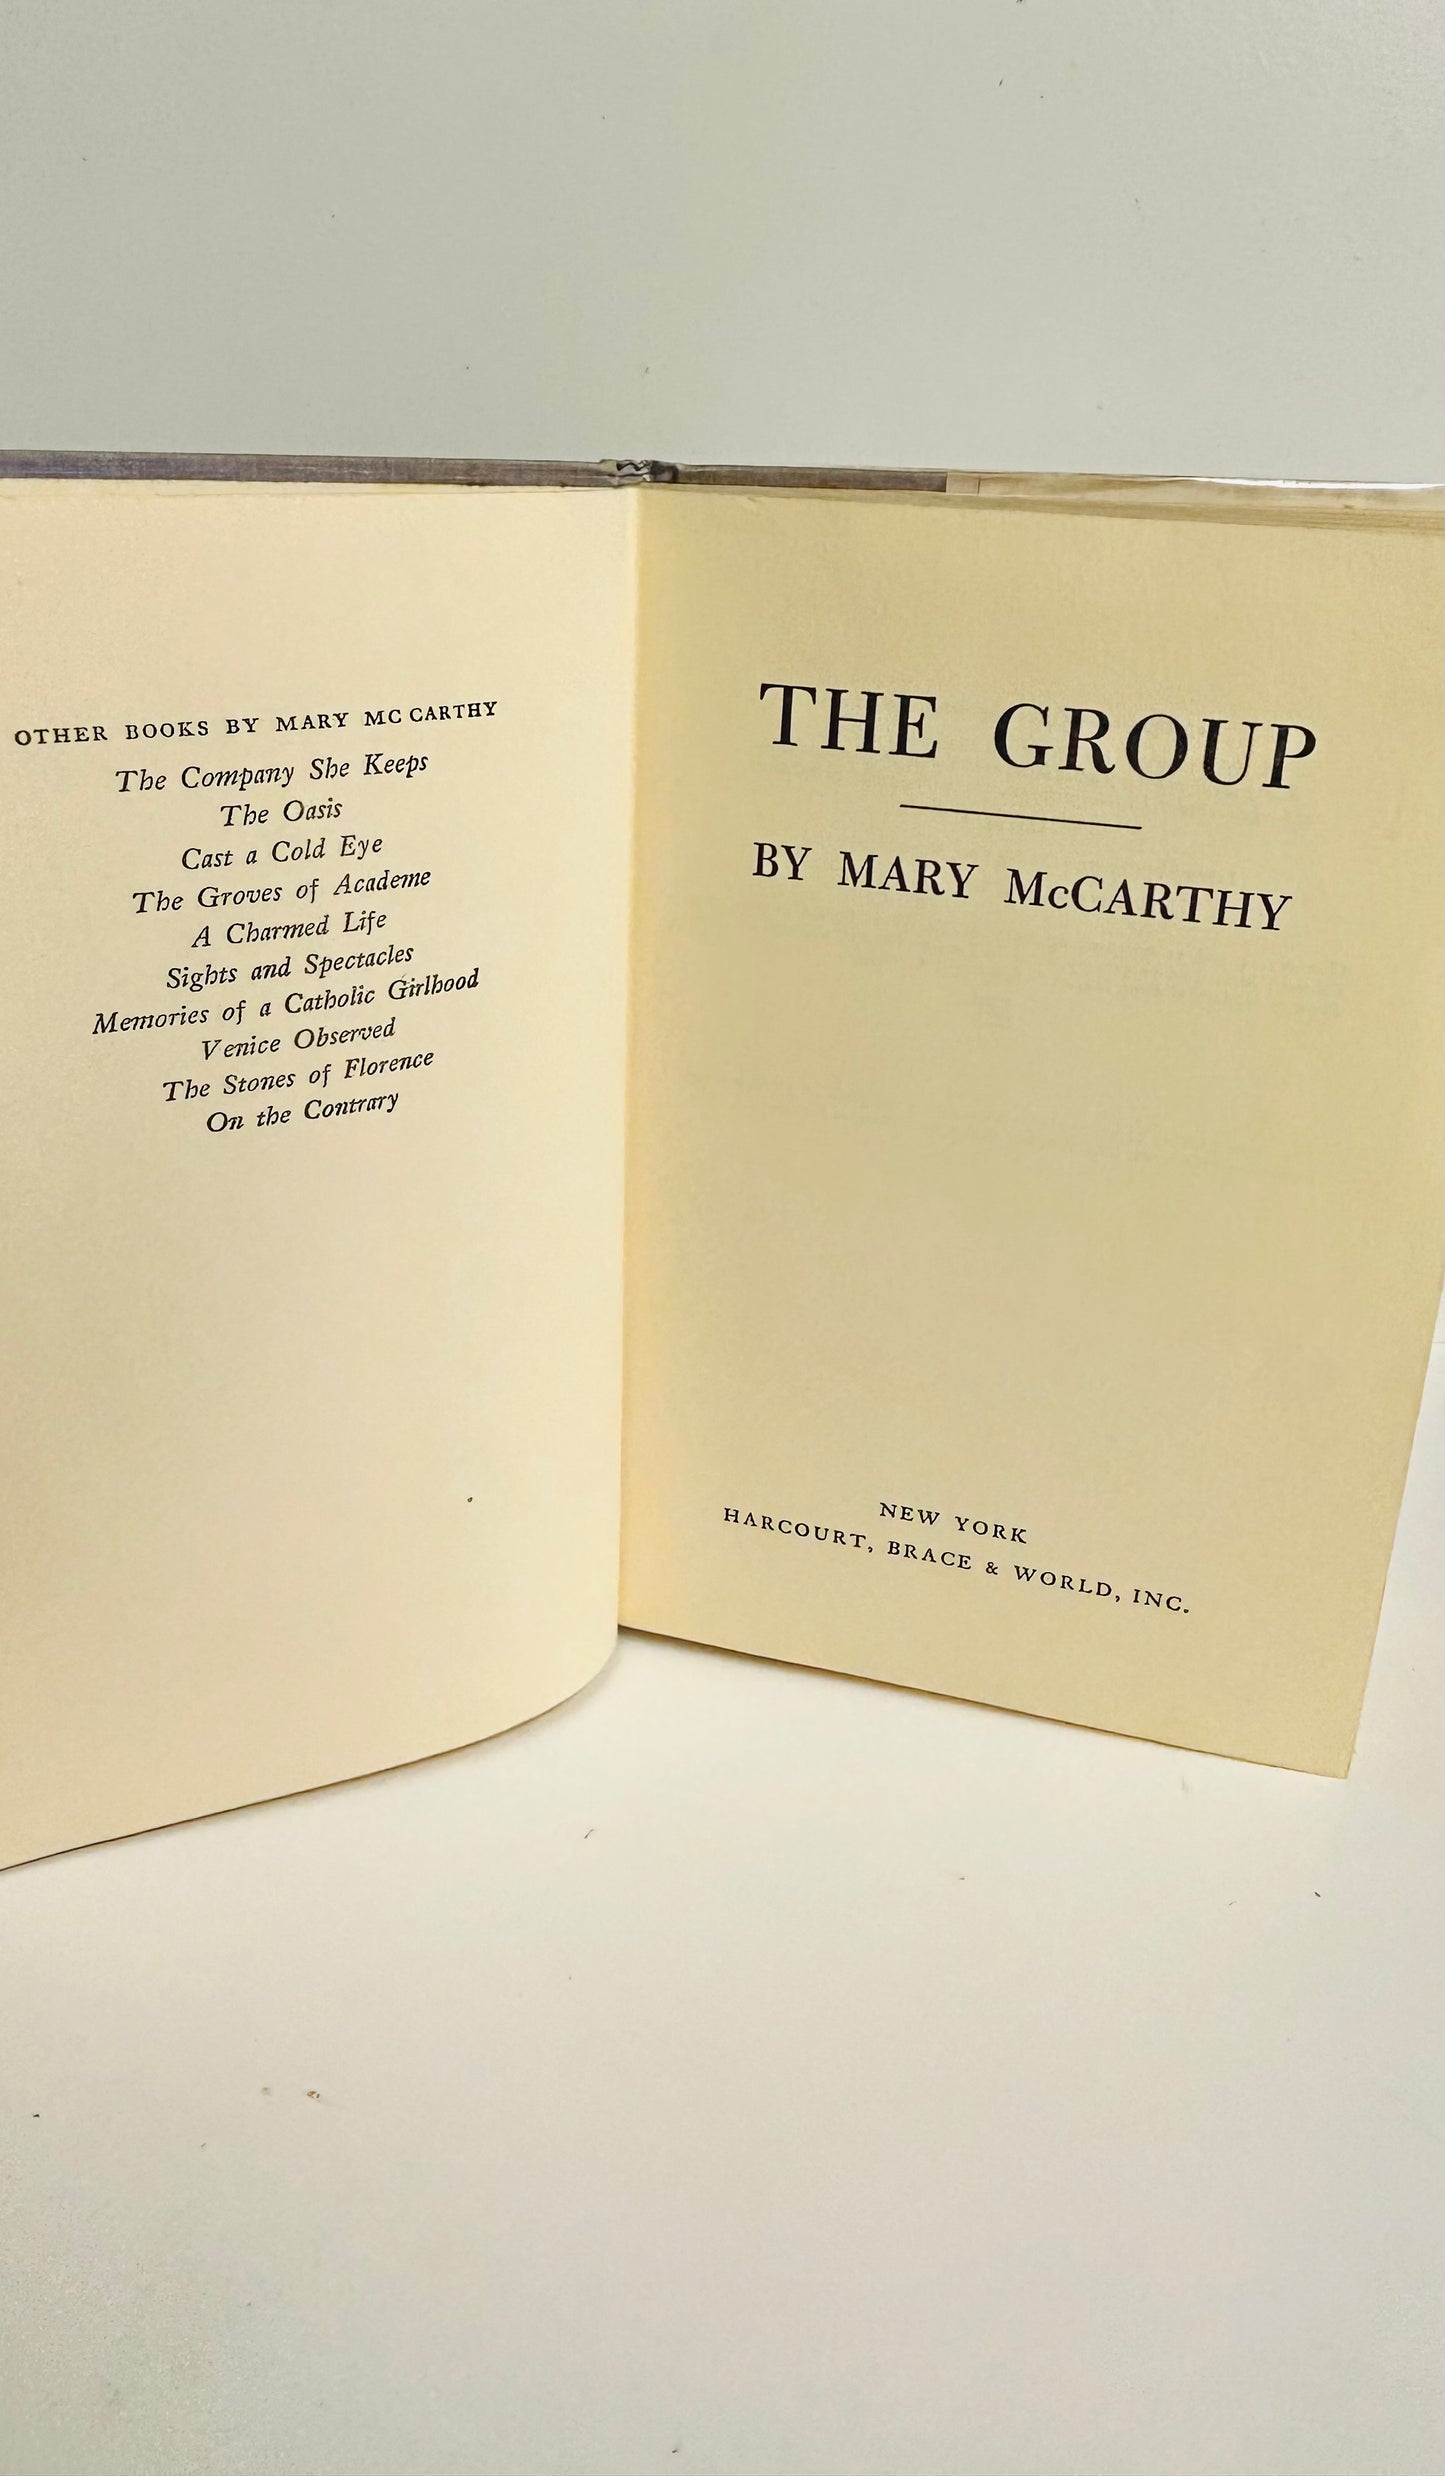 OTHER BOOKS BY MARY MC CARTHY
The Company She Keeps
The Oasis
Cast a Cold Eye
The Groves of Academe
A Charmed Life
Sights and Spectacles
Memories of a Catholic Girlhood
Venice Observed
The Stones of Florence
On the Contrary
THE GROUP
BY MARY McCARTHY
NEW YORK
HARCOURT, BRACE & WORLD, INC.